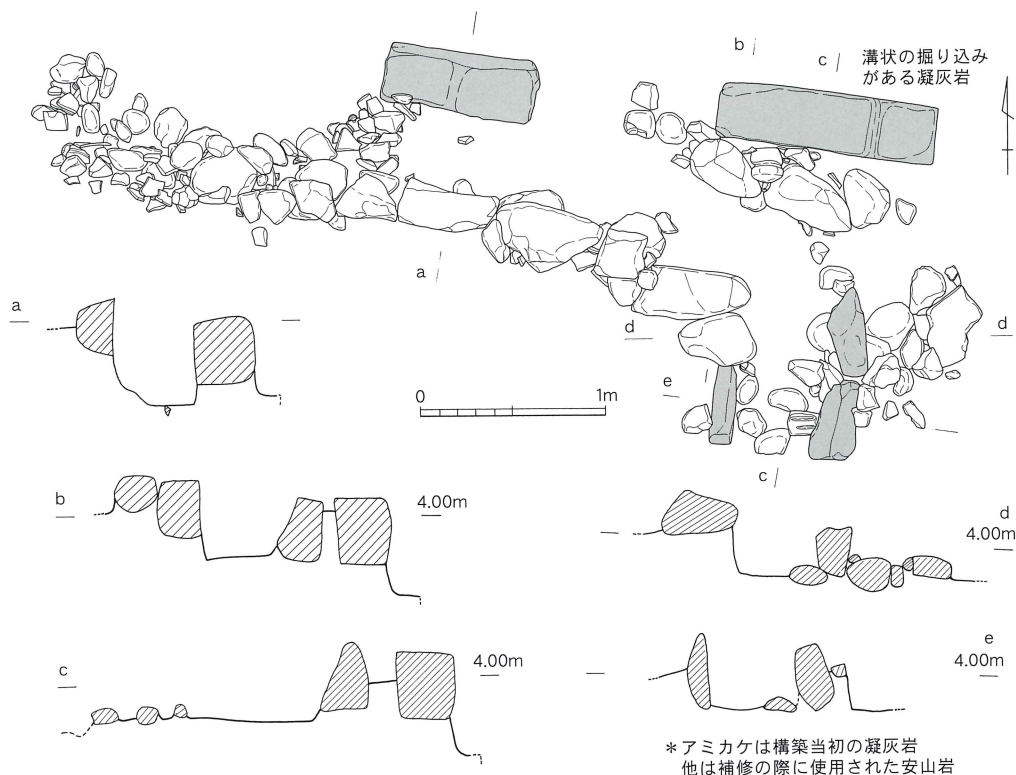 b
c
溝状の掘り込み
がある凝灰岩
a
d
d
e
c
a
0
1m
b
4.00m
d
4.00m
c
4.00m
e
4.00m
＊アミカケは構築当初の凝灰岩
他は補修の際に使用された安山岩